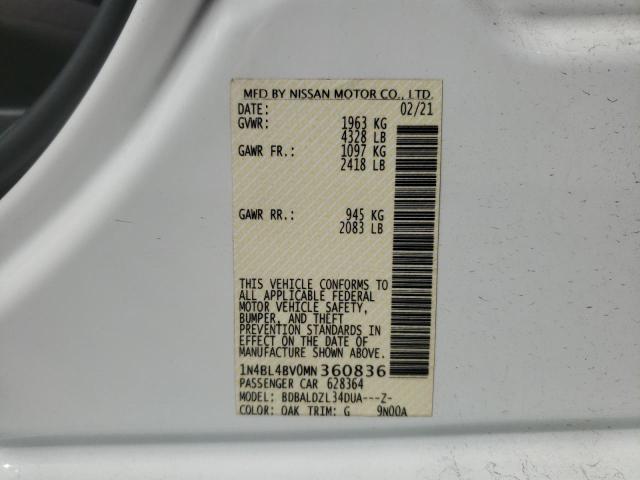 MFD BY NISSAN MOTOR CO., LTD.
DATE: 02/21
GVWR: 1963 KG
4328 LB
GAWR FR.: 1097 KG
2418 LB
GAWR RR.: 945 KG
2083 LB
THIS VEHICLE CONFORMS TO
ALL APPLICABLE FEDERAL
MOTOR VEHICLE SAFETY,
BUMPER, AND THEFT
PREVENTION STANDARDS IN
EFFECT ON THE DATE OF
MANUFACTURE SHOWN ABOVE.
1N4BL4BV0MN360836
PASSENGER CAR 628364
MODEL: BDBALDZL34DUA---Z-
COLOR: QAK TRIM: G 9N00A